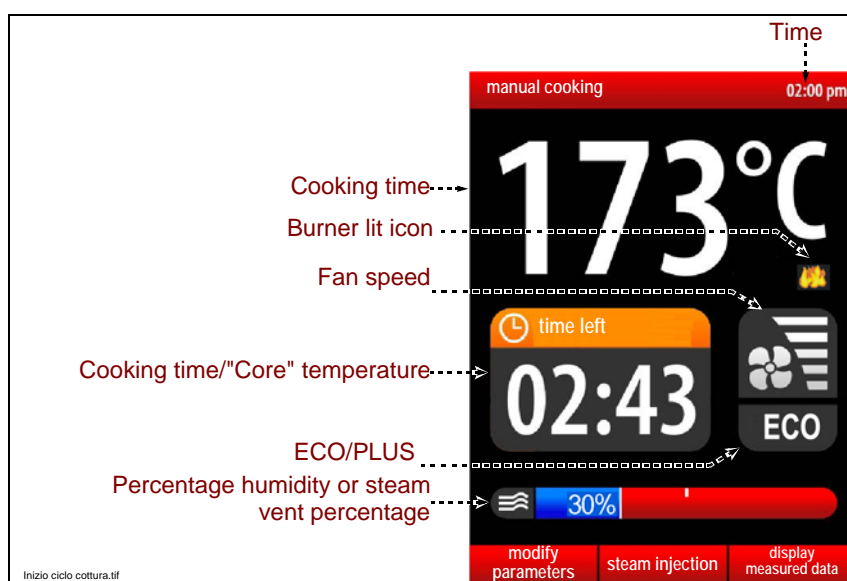 Time
manual cooking 02:00 pm
Cooking time
173°C
Burner lit icon
Fan speed
time left
Cooking time/"Core" temperature
02:43
ECO
ECO/PLUS
Percentage humidity or steam
vent percentage
30%
modify
parameters
steam injection
display
measured data
Inizio ciclo cottura.tif